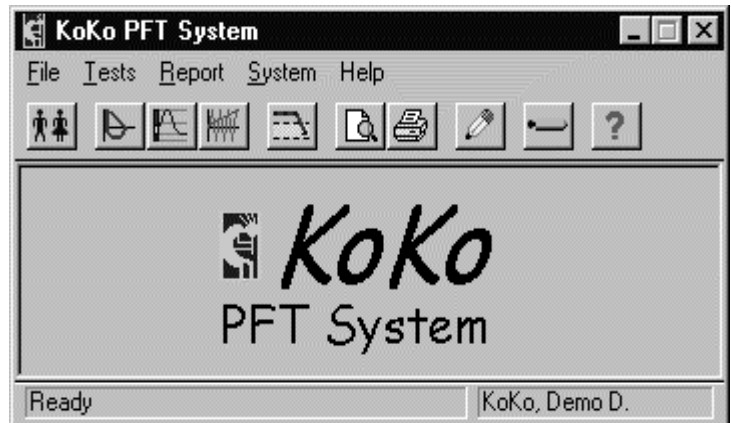 KoKo PFT System
File Tests Report System Help
?
KoKo
PFT System
Ready KoKo, Demo D.